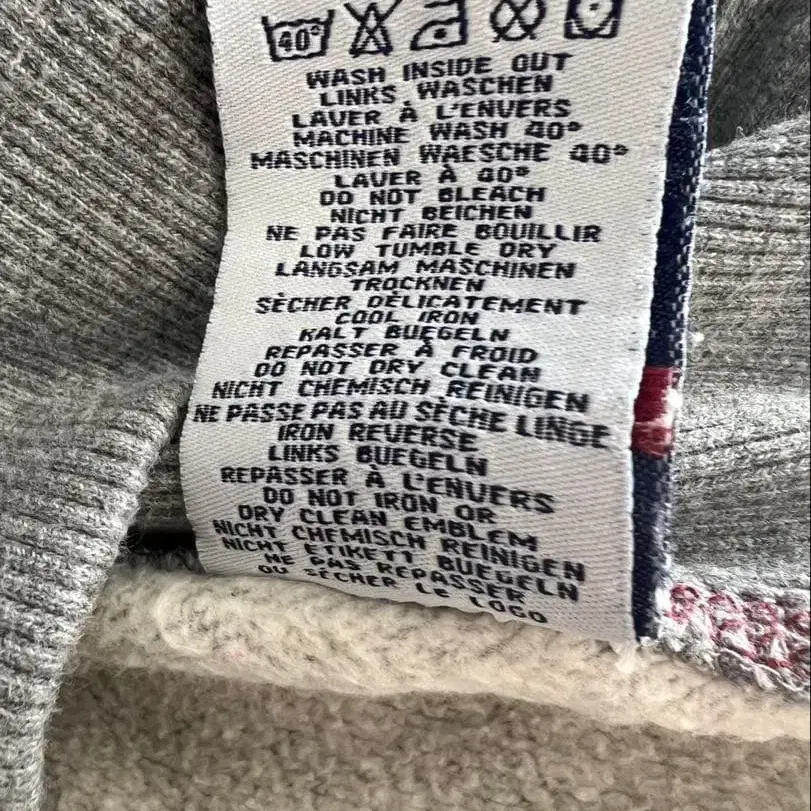 40°
WASH INSIDE OUT
LINKS WASCHEN
LAVER À L'ENVERS
MACHINE WASH 40°
MASCHINEN WAESCHE 40°
LAVER À 40°
DO NOT BLEACH
NICHT BEICHEN
NE PAS FAIRE BOUILLIR
LOW TUMBLE DRY
LANGSAM MASCHINEN
TROCKNEN
SÈCHER DÈLICATEMENT
COOL IRON
KALT BUEGELN
REPASSER À FROID
DO NOT DRY CLEAN
NICHT CHEMISCH REINIGEN
NE PASSE PAS AU SÈCHE LINGE
IRON REVERSE
LINKS BUEGELN
REPASSER À L'ENVERS
DO NOT IRON OR
DRY CLEAN EMBLEM
NICHT CHEMISCH REINIGEN
NICHT ETIKETT BUEGELN
NE PAS REPASSER
OU SÈCHER LE LOGO